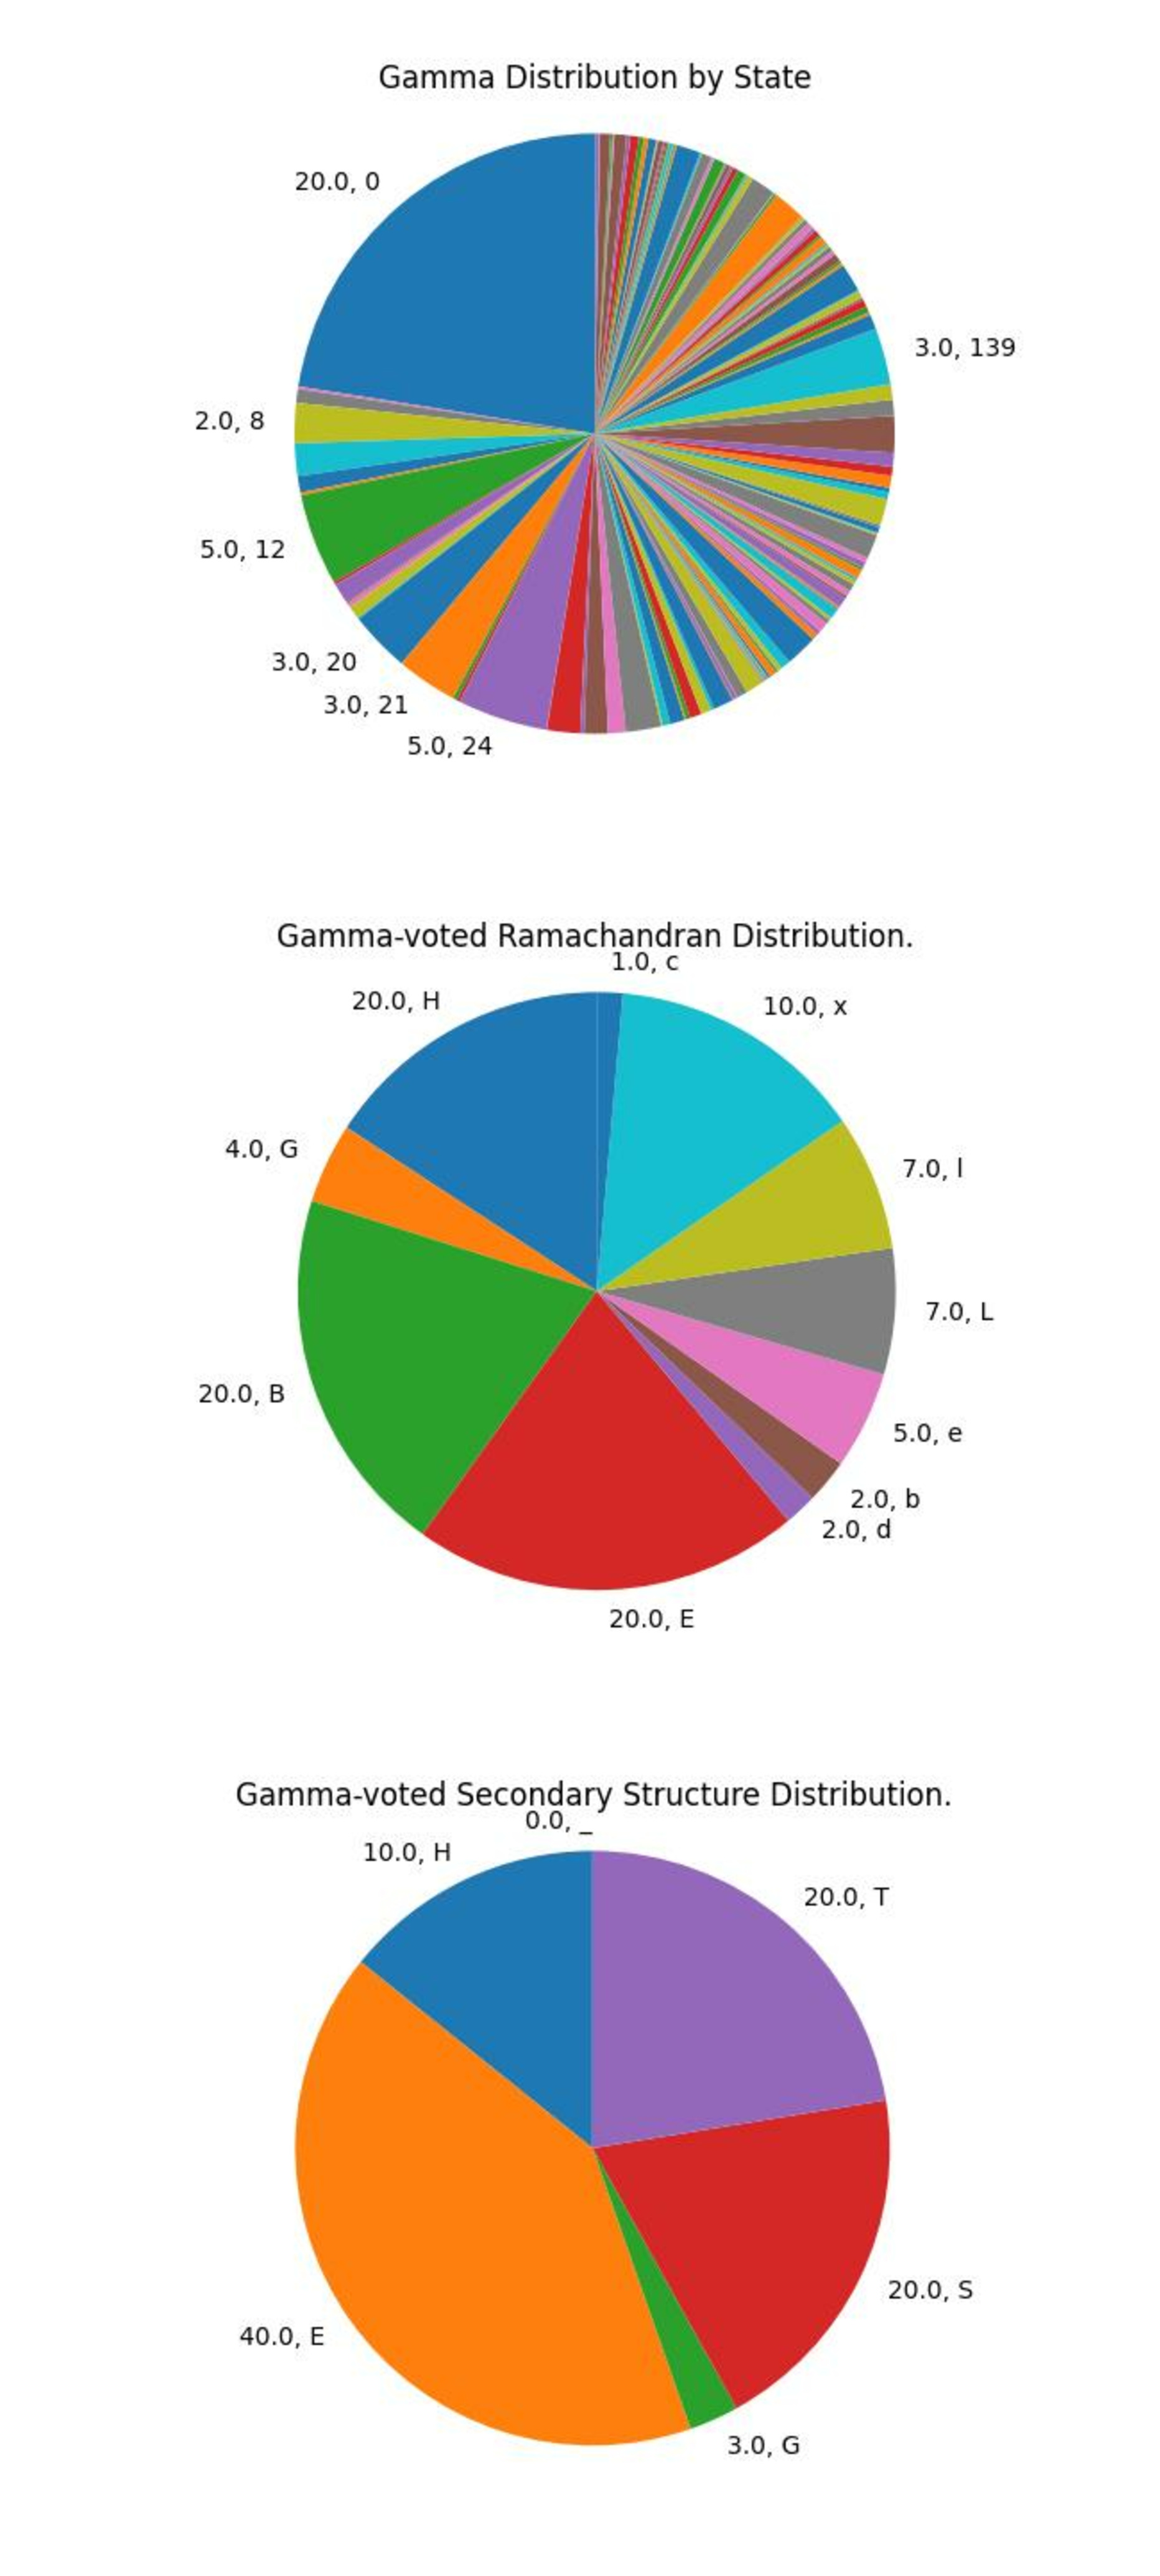 Gamma Distribution by State
20.0, 0
3.0, 139
2.0, 8
5.0, 12
3.0, 20
3.0, 21
5.0, 24
Gamma-voted Ramachandran Distribution.
1.0, c
20.0, H
10.0, x
4.0, G
7.0, l
7.0, L
20.0, B
5.0, e
2.0, b
2.0, d
20.0, E
Gamma-voted Secondary Structure Distribution.
0.0, _
10.0, H
20.0, T
20.0, S
40.0, E
3.0, G